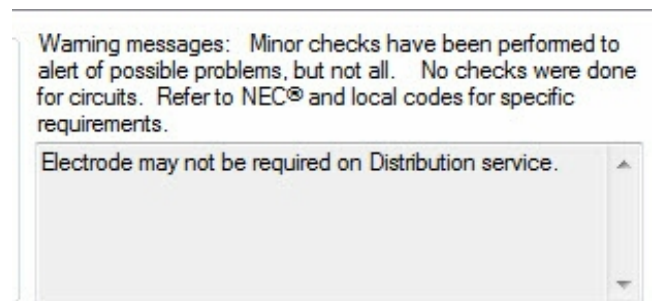 Warning messages:   Minor checks have been performed to
alert of possible problems, but not all.    No checks were done
for circuits.  Refer to NEC® and local codes for specific
requirements.
Electrode may not be required on Distribution service.